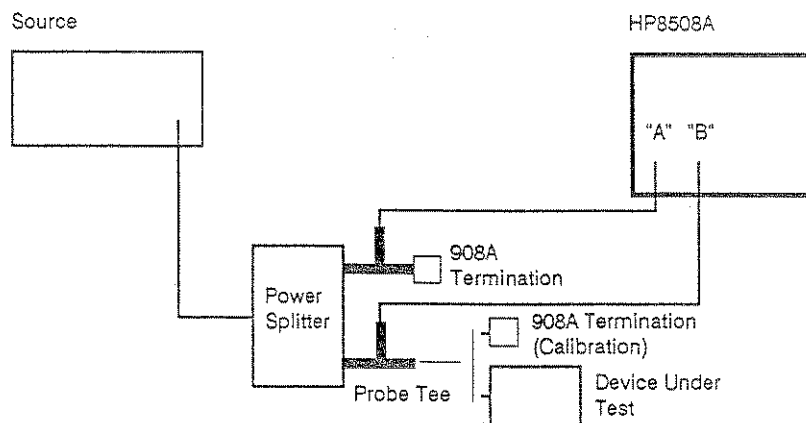 Source
HP8508A
"A" "B"
908A
Termination
Power
Splitter
908A Termination
(Calibration)
Probe Tee
Device Under
Test